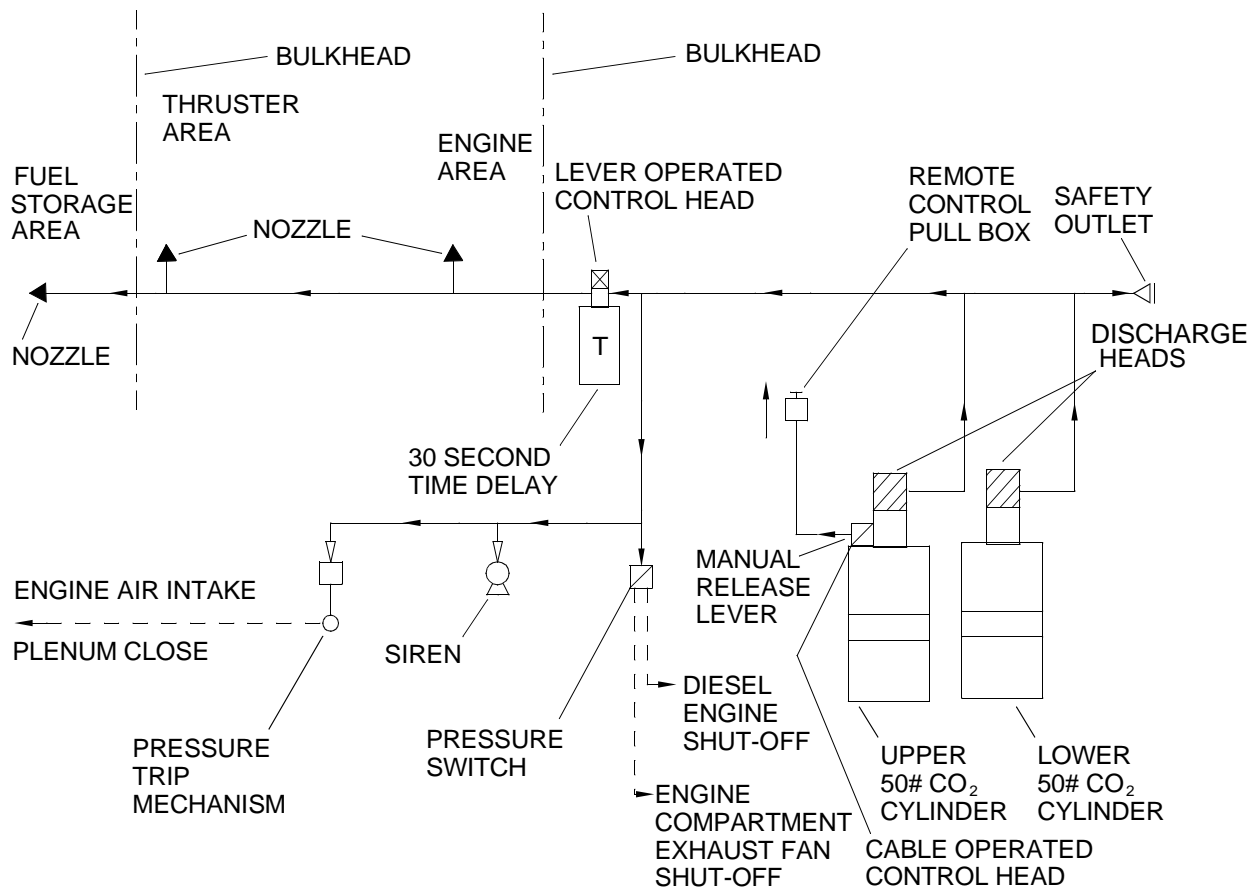 BULKHEAD
BULKHEAD
THRUSTER
AREA
ENGINE
AREA
FUEL
STORAGE
AREA
LEVER OPERATED
CONTROL HEAD
REMOTE
CONTROL
PULL BOX
SAFETY
OUTLET
NOZZLE
NOZZLE
T
DISCHARGE
HEADS
30 SECOND
TIME DELAY
MANUAL
RELEASE
LEVER
ENGINE AIR INTAKE
PLENUM CLOSE
SIREN
DIESEL
ENGINE
SHUT-OFF
PRESSURE
TRIP
MECHANISM
PRESSURE
SWITCH
UPPER
50# CO₂
CYLINDER
LOWER
50# CO₂
CYLINDER
ENGINE
COMPARTMENT
EXHAUST FAN
SHUT-OFF
CABLE OPERATED
CONTROL HEAD